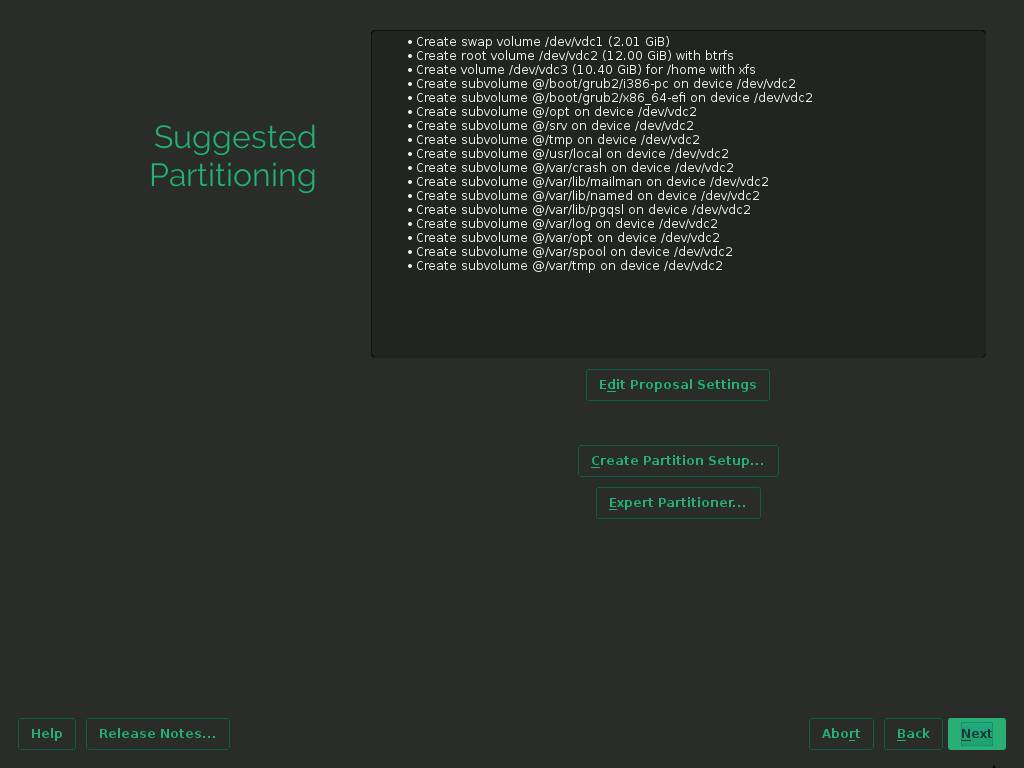 Suggested
Partitioning
• Create swap volume /dev/vdc1 (2.01 GiB)
• Create root volume /dev/vdc2 (12.00 GiB) with btrfs
• Create volume /dev/vdc3 (10.40 GiB) for /home with xfs
• Create subvolume @/boot/grub2/i386-pc on device /dev/vdc2
• Create subvolume @/boot/grub2/x86_64-efi on device /dev/vdc2
• Create subvolume @/opt on device /dev/vdc2
• Create subvolume @/srv on device /dev/vdc2
• Create subvolume @/tmp on device /dev/vdc2
• Create subvolume @/usr/local on device /dev/vdc2
• Create subvolume @/var/crash on device /dev/vdc2
• Create subvolume @/var/lib/mailman on device /dev/vdc2
• Create subvolume @/var/lib/named on device /dev/vdc2
• Create subvolume @/var/lib/pgqsl on device /dev/vdc2
• Create subvolume @/var/log on device /dev/vdc2
• Create subvolume @/var/opt on device /dev/vdc2
• Create subvolume @/var/spool on device /dev/vdc2
• Create subvolume @/var/tmp on device /dev/vdc2
Edit Proposal Settings
Create Partition Setup...
Expert Partitioner...
Help
Release Notes...
Abort
Back
Next